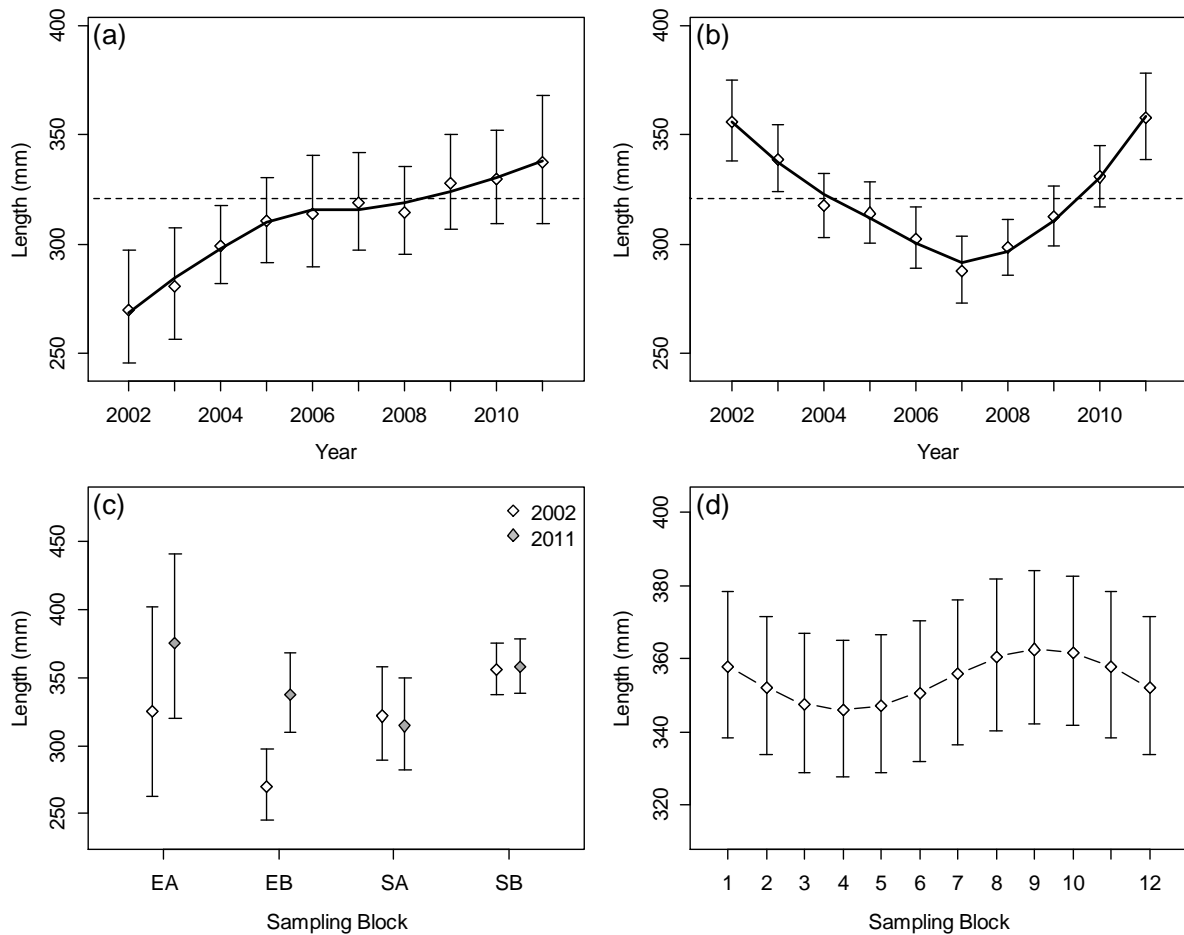 (a)
400
350
300
250
Length (mm)
2002 2004 2006 2008 2010
Year
(b)
400
350
300
250
Length (mm)
2002 2004 2006 2008 2010
Year
(c)
2002
2011
450
400
350
300
250
Length (mm)
EA EB SA SB
Sampling Block
(d)
400
380
360
340
320
Length (mm)
1 2 3 4 5 6 7 8 9 10 12
Sampling Block